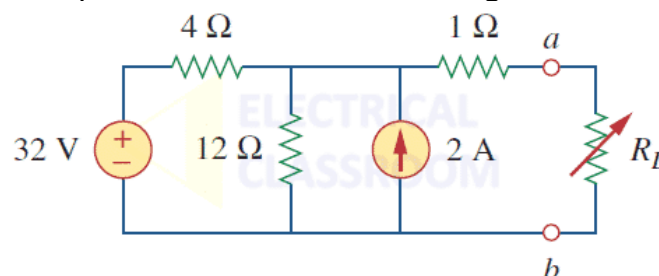 4 Ω
1 Ω
a
ELECTRICAL
32 V
+
−
12 Ω
2 A
R_L
CLASSROOM
b